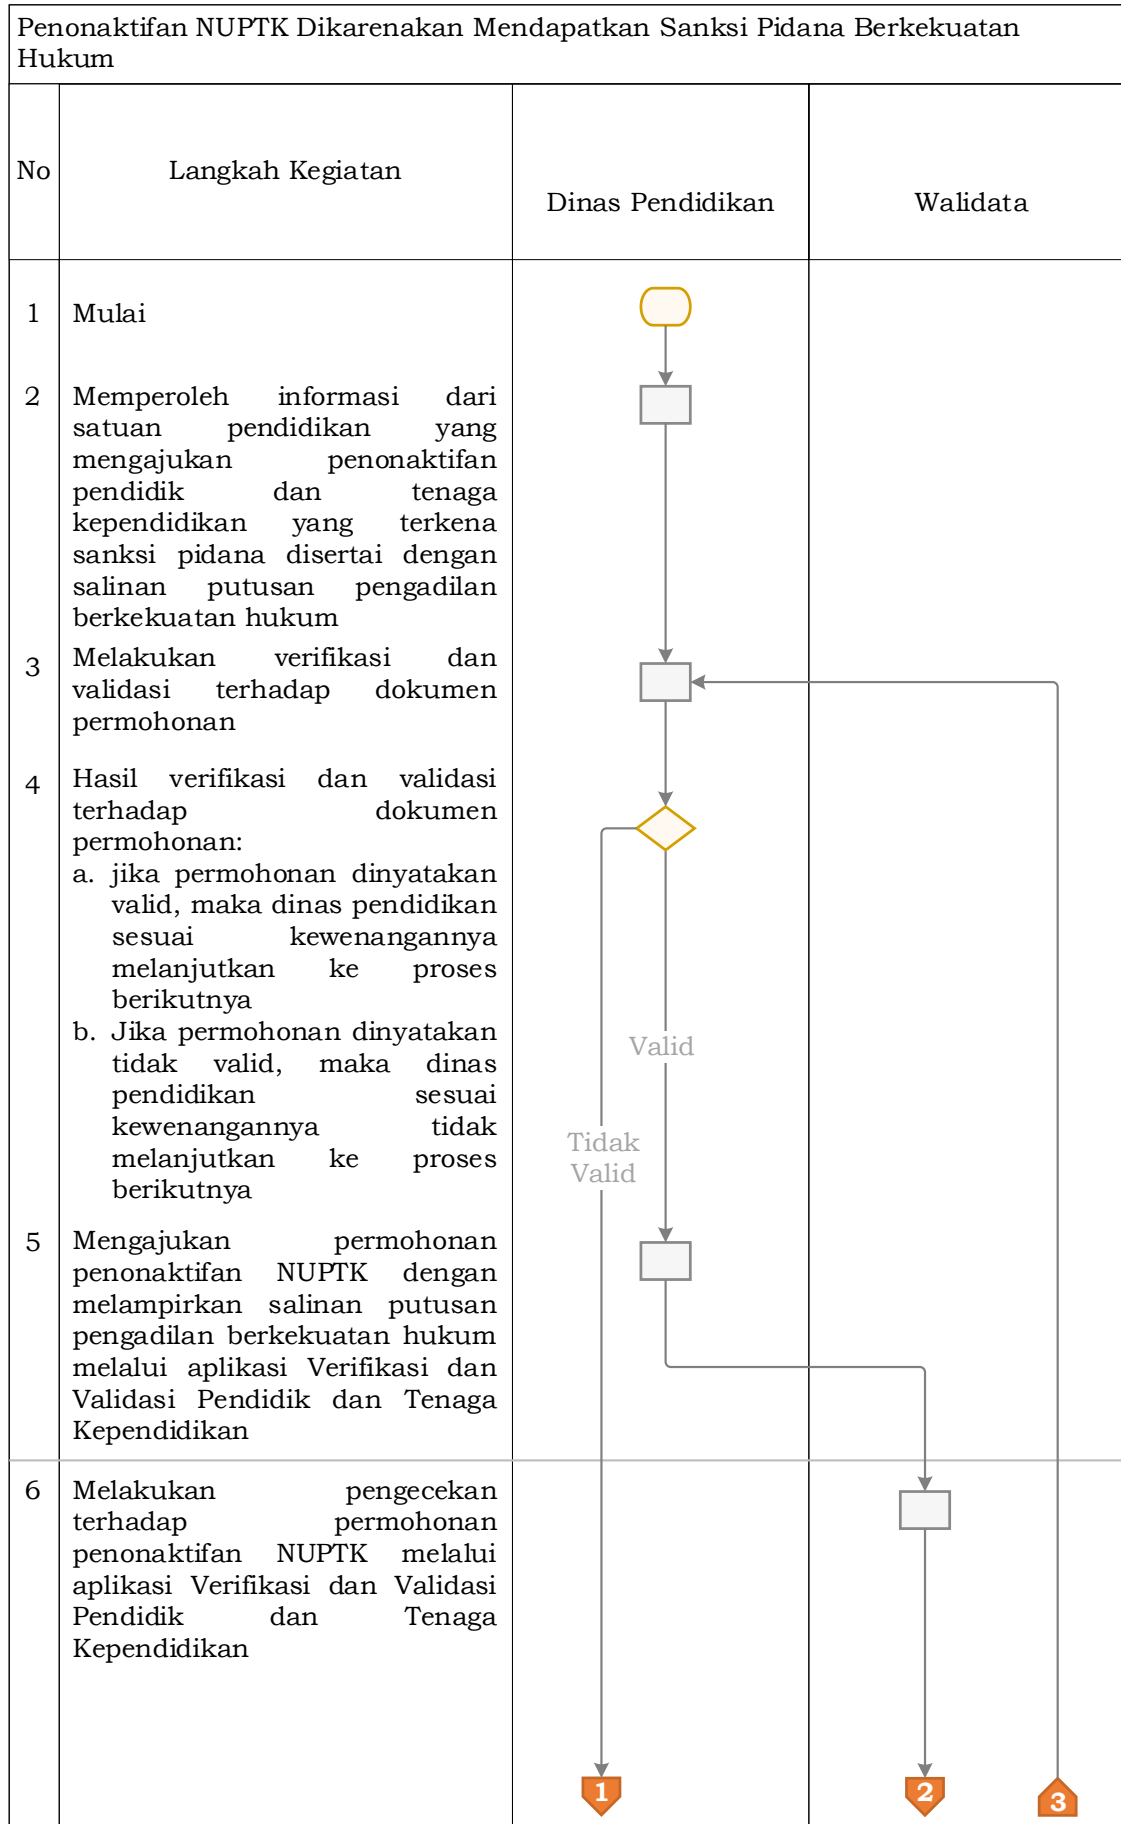 Penonaktifan NUPTK Dikarenakan Mendapatkan Sanksi Pidana Berkekuatan
Hukum
No
Langkah Kegiatan
Dinas Pendidikan
Walidata
1
Mulai
2
Memperoleh informasi dari
satuan pendidikan yang
mengajukan penonaktifan
pendidik dan tenaga
kependidikan yang terkena
sanksi pidana disertai dengan
salinan putusan pengadilan
berkekuatan hukum
3
Melakukan verifikasi dan
validasi terhadap dokumen
permohonan
4
Hasil verifikasi dan validasi
terhadap dokumen
permohonan:
a. jika permohonan dinyatakan
valid, maka dinas pendidikan
sesuai kewenangannya
melanjutkan ke proses
berikutnya
b. Jika permohonan dinyatakan
tidak valid, maka dinas
pendidikan sesuai
kewenangannya tidak
melanjutkan ke proses
berikutnya
Valid
Tidak
Valid
5
Mengajukan permohonan
penonaktifan NUPTK dengan
melampirkan salinan putusan
pengadilan berkekuatan hukum
melalui aplikasi Verifikasi dan
Validasi Pendidik dan Tenaga
Kependidikan
6
Melakukan pengecekan
terhadap permohonan
penonaktifan NUPTK melalui
aplikasi Verifikasi dan Validasi
Pendidik dan Tenaga
Kependidikan
1
2
3